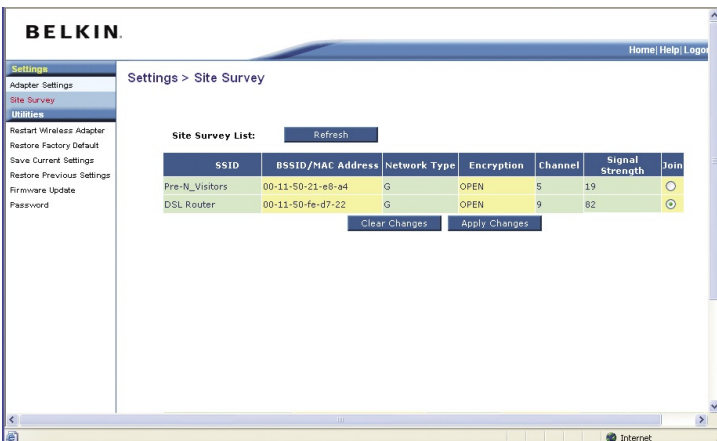 BELKIN.
Home| Help| Logou
Settings
Adapter Settings
Site Survey
Utilities
Restart Wireless Adapter
Restore Factory Default
Save Current Settings
Restore Previous Settings
Firmware Update
Password
Settings > Site Survey
Site Survey List: Refresh
SSID BSSID/MAC Address Network Type Encryption Channel Signal Strength Join
Pre-N_Visitors 00-11-50-21-e8-a4 G OPEN 5 19
DSL Router 00-11-50-fe-d7-22 G OPEN 9 82
Clear Changes Apply Changes
Internet